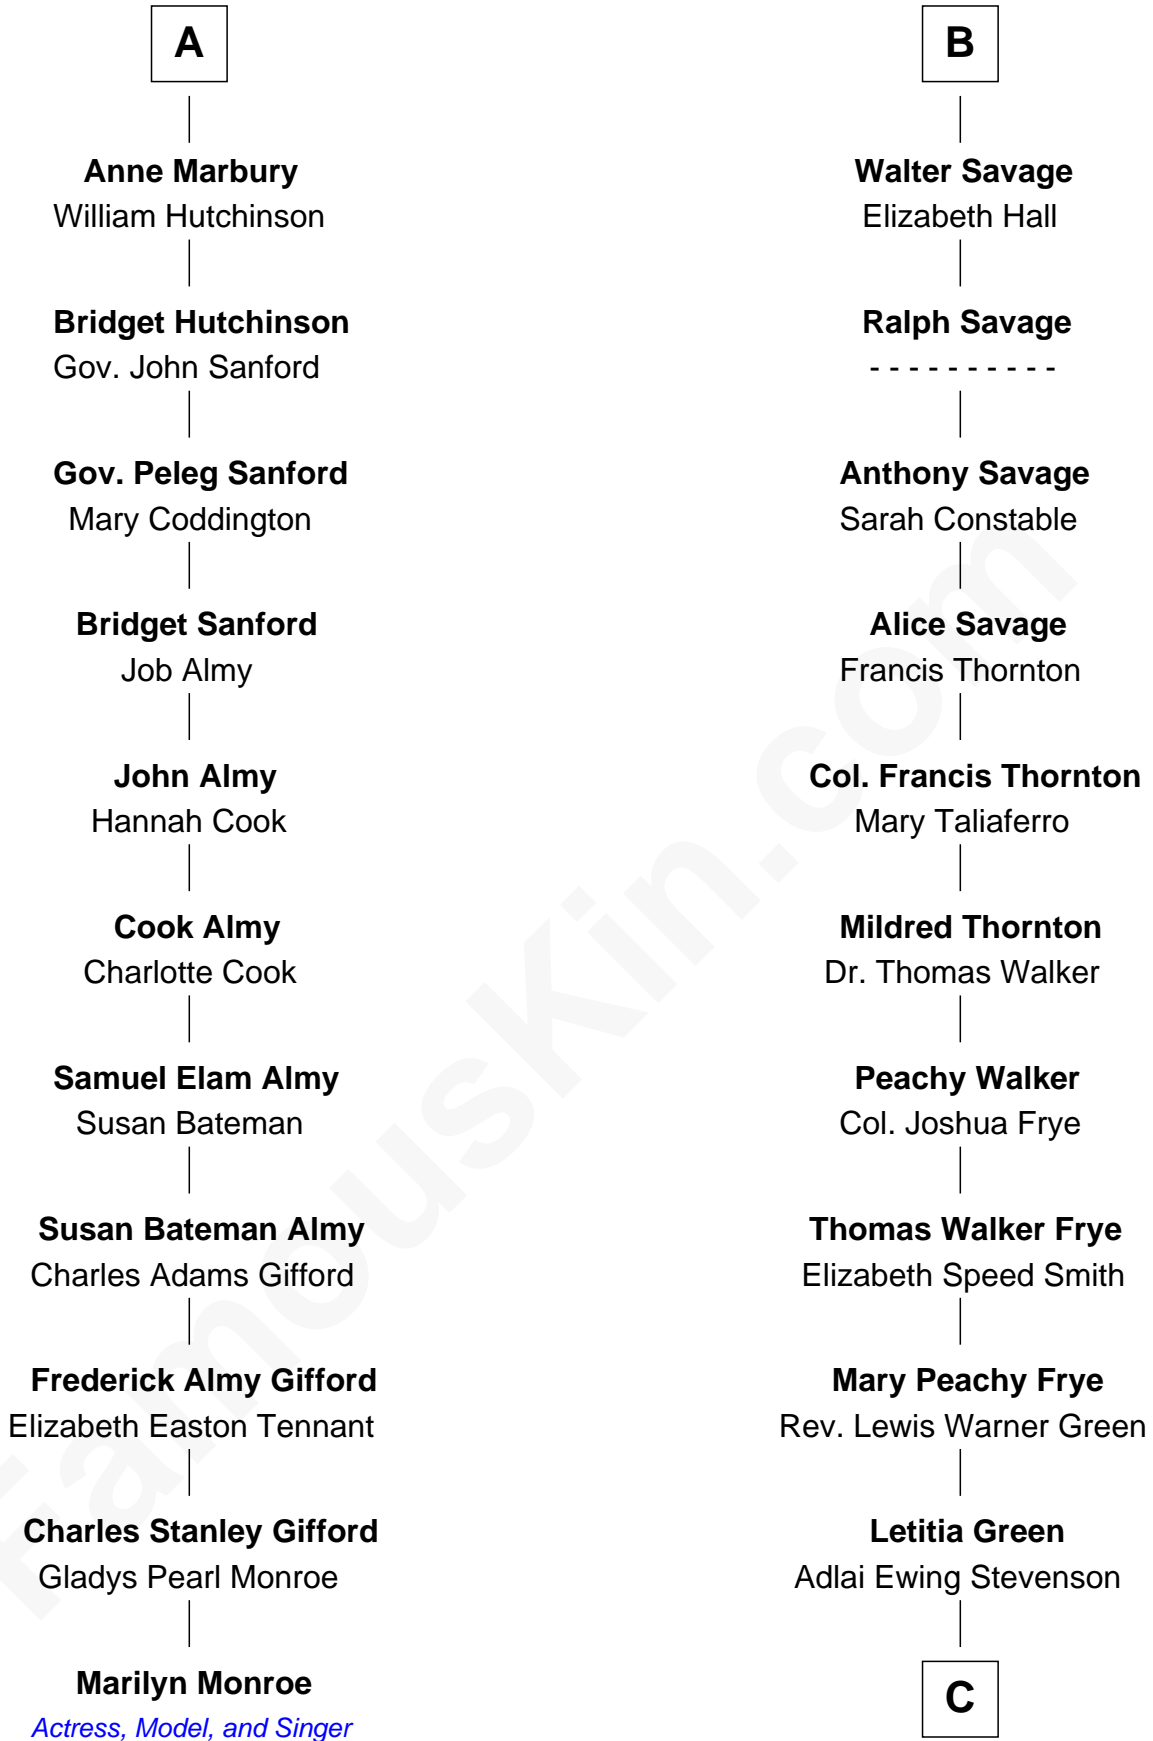 A
Anne Marbury
William Hutchinson
Bridget Hutchinson
Gov. John Sanford
Gov. Peleg Sanford
Mary Coddington
Bridget Sanford
Job Almy
John Almy
Hannah Cook
Cook Almy
Charlotte Cook
Samuel Elam Almy
Susan Bateman
Susan Bateman Almy
Charles Adams Gifford
Frederick Almy Gifford
Elizabeth Easton Tennant
Charles Stanley Gifford
Gladys Pearl Monroe
Marilyn Monroe
Actress, Model, and Singer
B
Walter Savage
Elizabeth Hall
Ralph Savage
- - - - - - - - - -
Anthony Savage
Sarah Constable
Alice Savage
Francis Thornton
Col. Francis Thornton
Mary Taliaferro
Mildred Thornton
Dr. Thomas Walker
Peachy Walker
Col. Joshua Frye
Thomas Walker Frye
Elizabeth Speed Smith
Mary Peachy Frye
Rev. Lewis Warner Green
Letitia Green
Adlai Ewing Stevenson
C
FamousKin.com